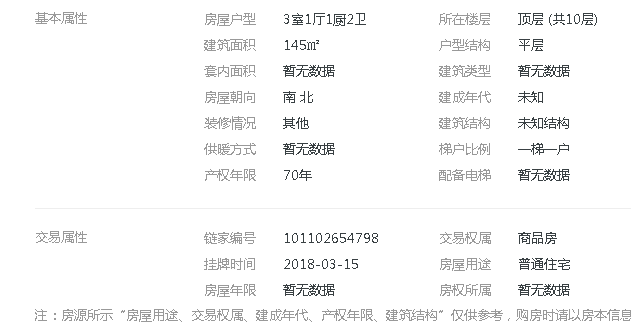 基本属性 房屋户型 3室1厅1厨2卫 所在楼层 顶层 (共10层)
建筑面积 145㎡ 户型结构 平层
套内面积 暂无数据 建筑类型 暂无数据
房屋朝向 南 北 建成年代 未知
装修情况 其他 建筑结构 未知结构
供暖方式 暂无数据 梯户比例 一梯一户
产权年限 70年 配备电梯 暂无数据
交易属性 链家编号 101102654798 交易权属 商品房
挂牌时间 2018-03-15 房屋用途 普通住宅
房屋年限 暂无数据 房权所属 暂无数据
注：房源所示“房屋用途、交易权属、建成年代、产权年限、建筑结构”仅供参考，购房时请以房本信息